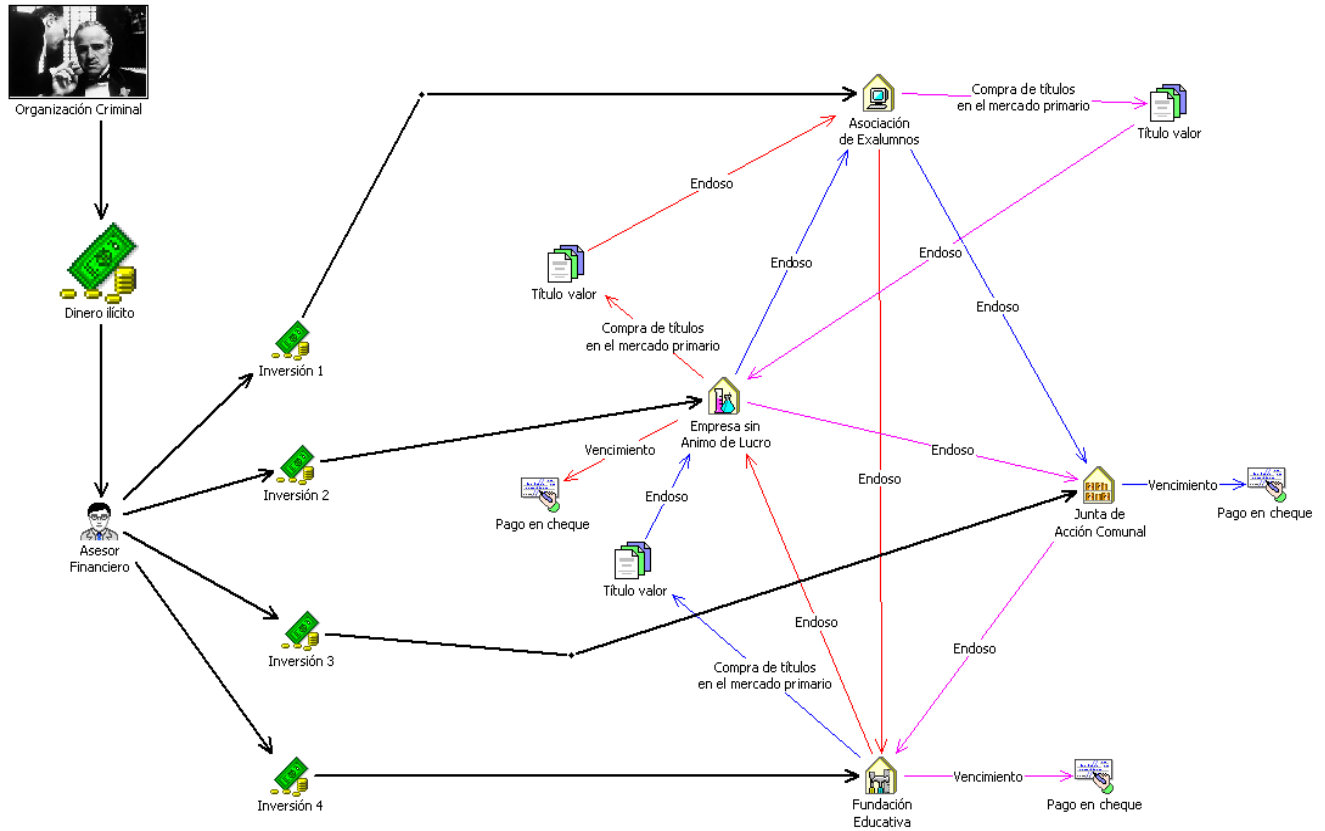 Organización Criminal
Dinero ilícito
Asesor
Financiero
Inversión 1
Inversión 2
Inversión 3
Inversión 4
Asociación
de Exalumnos
Compra de títulos
en el mercado primario
Título valor
Endoso
Endoso
Endoso
Endoso
Título valor
Compra de títulos
en el mercado primario
Empresa sin
Animo de Lucro
Vencimiento
Pago en cheque
Endoso
Título valor
Endoso
Endoso
Junta de
Acción Comunal
Vencimiento
Pago en cheque
Endoso
Endoso
Compra de títulos
en el mercado primario
Fundación
Educativa
Vencimiento
Pago en cheque